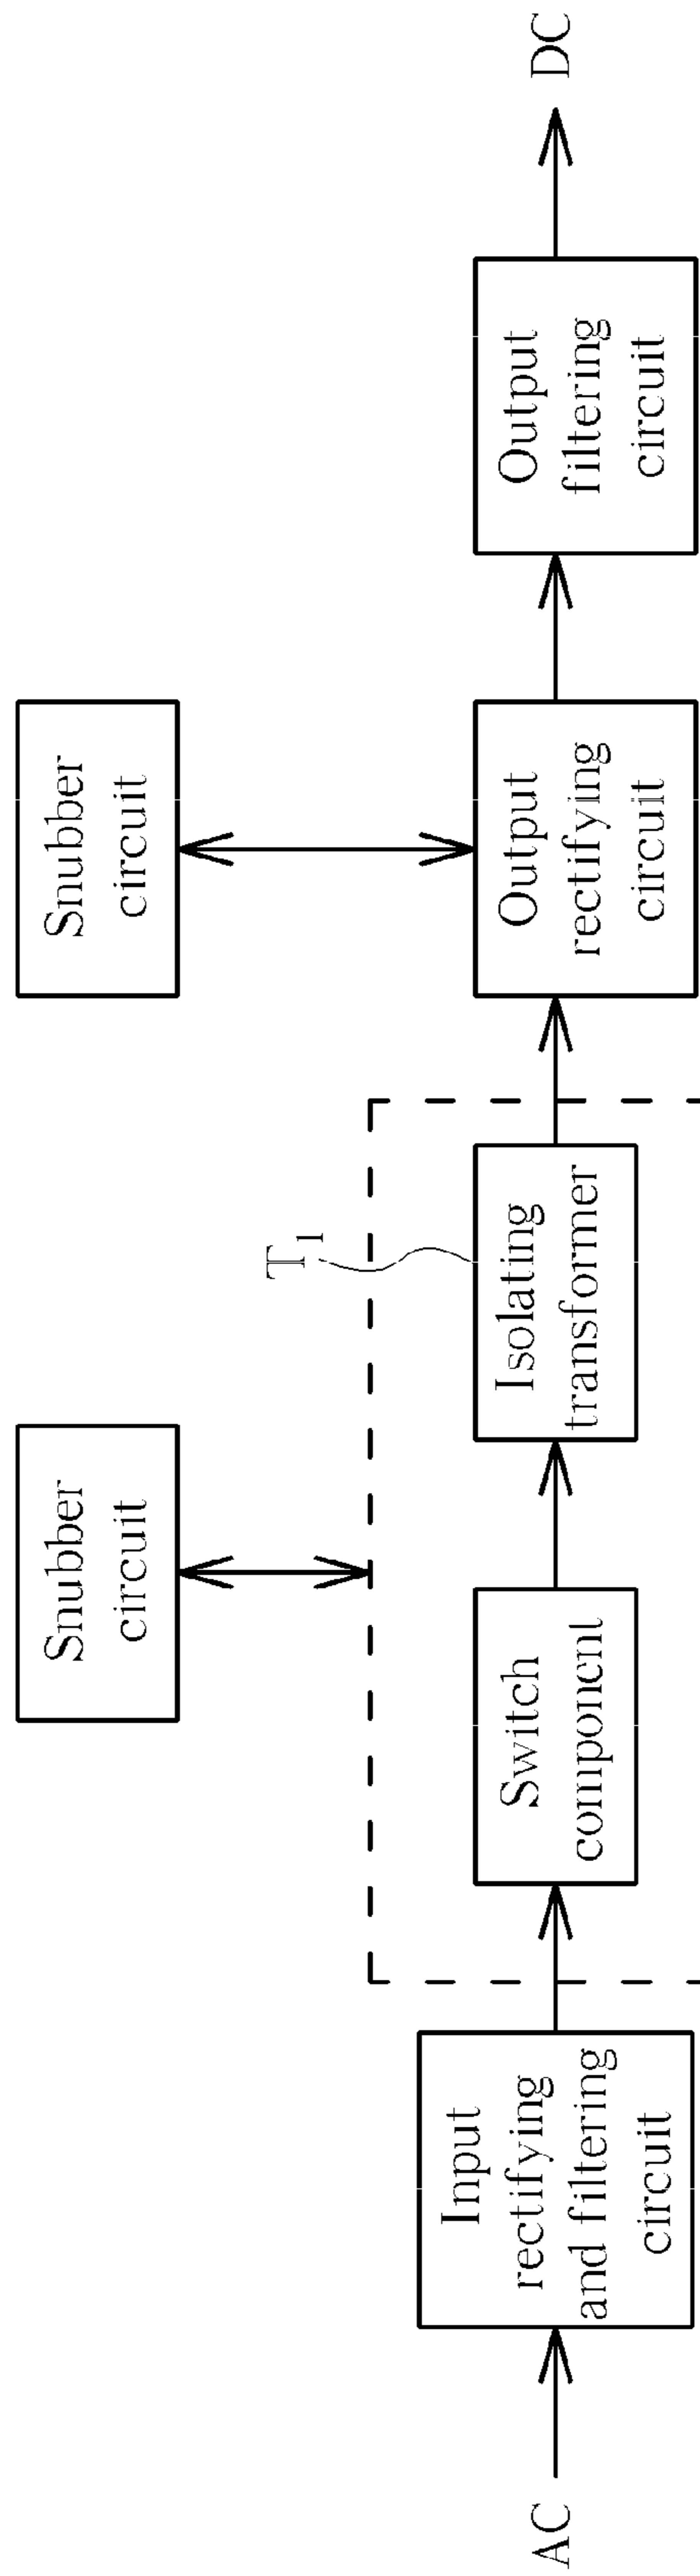 Snubber
circuit
Snubber
circuit
T1
AC
Input
rectifying
and filtering
circuit
Switch
component
Isolating
transformer
Output
rectifying
circuit
Output
filtering
circuit
DC